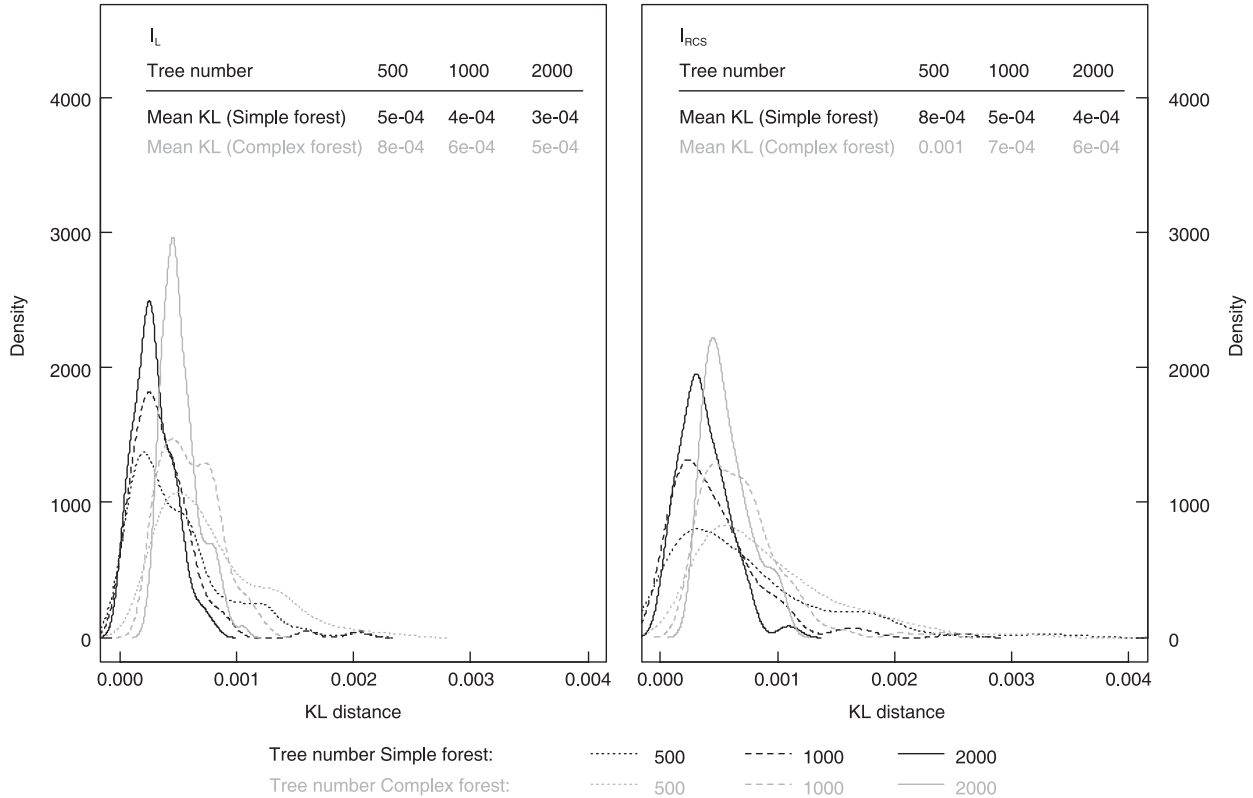 I_L
Tree number 500 1000 2000
Mean KL (Simple forest) 5e-04 4e-04 3e-04
Mean KL (Complex forest) 8e-04 6e-04 5e-04
4000
3000
2000
1000
0
Density
0.000 0.001 0.002 0.003 0.004
KL distance
I_RCS
Tree number 500 1000 2000
Mean KL (Simple forest) 8e-04 5e-04 4e-04
Mean KL (Complex forest) 0.001 7e-04 6e-04
4000
3000
2000
1000
0
Density
0.000 0.001 0.002 0.003 0.004
KL distance
Tree number Simple forest: 500 1000 2000
Tree number Complex forest: 500 1000 2000